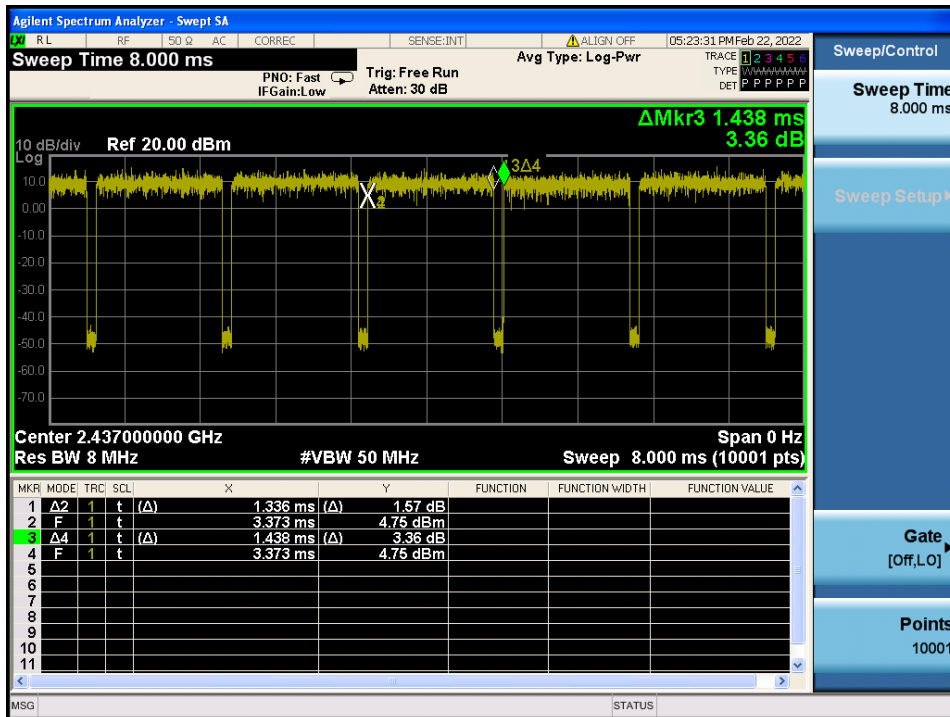 Agilent Spectrum Analyzer - Swept SA
LXI RL RF 50 Ω AC CORREC SENSE:INT ALIGN OFF 05:23:31 PM Feb 22, 2022
Sweep Time 8.000 ms
PNO: Fast
IFGain:Low
Trig: Free Run
Atten: 30 dB
Avg Type: Log-Pwr
TRACE 1 2 3 4 5 6
TYPE
DET P P P P P P
ΔMkr3 1.438 ms
3.36 dB
10 dB/div Ref 20.00 dBm
Log
10.0
0.00
-10.0
-20.0
-30.0
-40.0
-50.0
-60.0
-70.0
3Δ4
Center 2.437000000 GHz Span 0 Hz
Res BW 8 MHz #VBW 50 MHz Sweep 8.000 ms (10001 pts)
MKR MODE TRC SCL X Y FUNCTION FUNCTION WIDTH FUNCTION VALUE
1 Δ2 1 t (Δ) 1.336 ms (Δ) 1.57 dB
2 F 1 t 3.373 ms 4.75 dBm
3 Δ4 1 t (Δ) 1.438 ms (Δ) 3.36 dB
4 F 1 t 3.373 ms 4.75 dBm
5
6
7
8
9
10
11
MSG STATUS
Sweep/Control
Sweep Time
8.000 ms
Sweep Setup
Gate
[Off,LO]
Points
10001